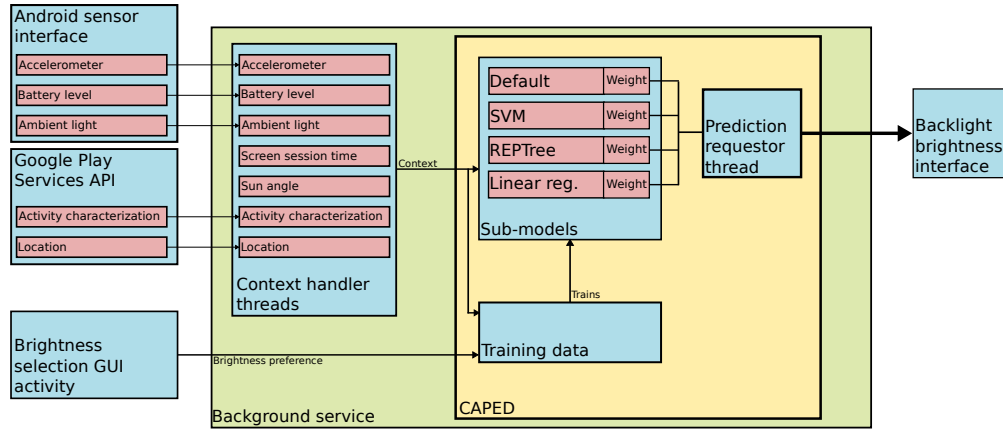 Android sensor
interface
Accelerometer
Battery level
Ambient light
Google Play
Services API
Activity characterization
Location
Brightness
selection GUI
activity
Accelerometer
Battery level
Ambient light
Screen session time
Sun angle
Activity characterization
Location
Context handler
threads
Context
Brightness preference
Background service
Default Weight
SVM Weight
REPTree Weight
Linear reg. Weight
Sub-models
Trains
Training data
CAPED
Prediction
requestor
thread
Backlight
brightness
interface